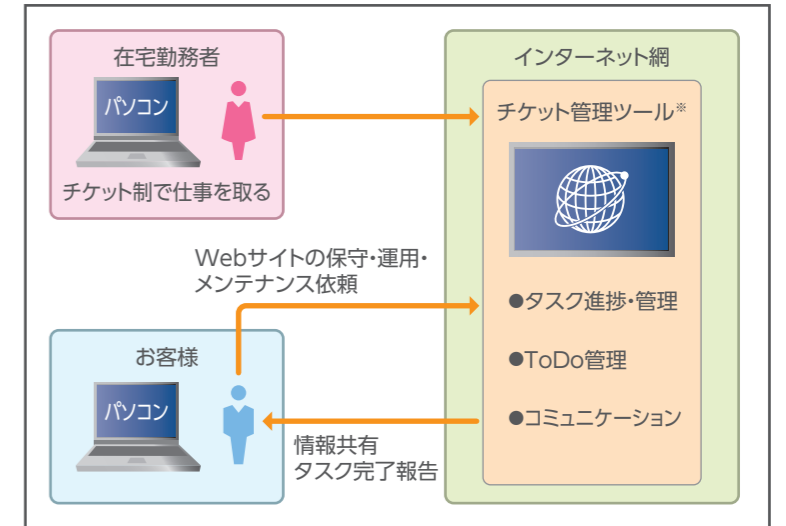 在宅勤務者
パソコン
チケット制で仕事を取る
インターネット網
チケット管理ツール※
Webサイトの保守・運用・
メンテナンス依頼
●タスク進捗・管理
●ToDo管理
●コミュニケーション
お客様
パソコン
情報共有
タスク完了報告